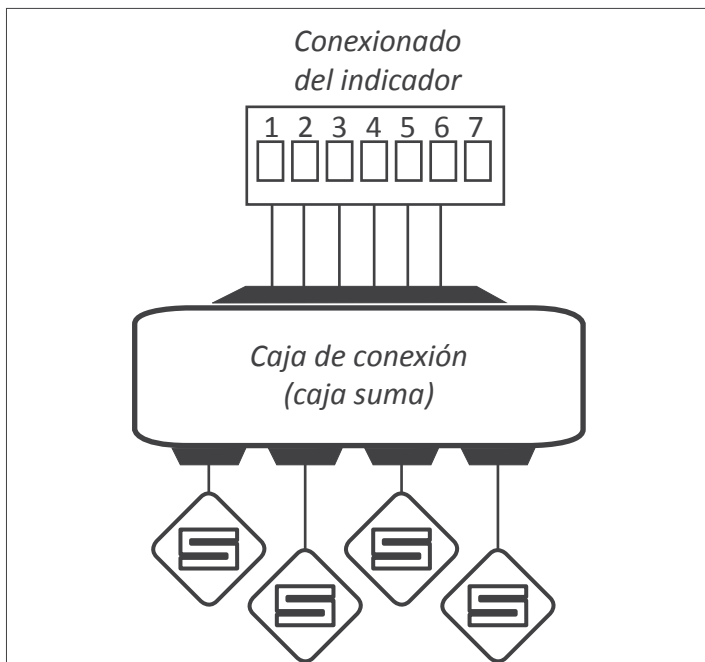 Conexionado
del indicador
1 2 3 4 5 6 7
Caja de conexión
(caja suma)